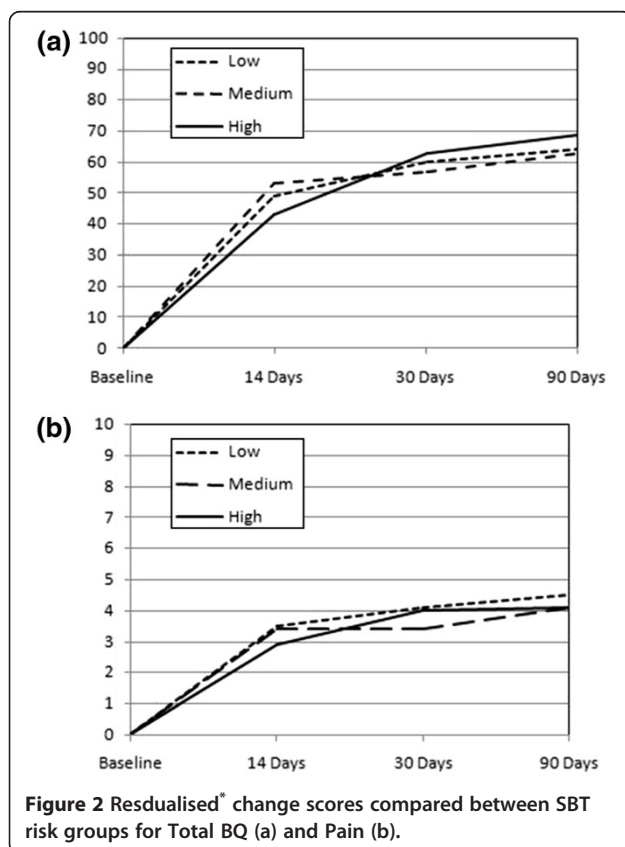 (a)
100
90
80
70
60
50
40
30
20
10
0
Low
Medium
High
Baseline 14 Days 30 Days 90 Days
(b)
10
9
8
7
6
5
4
3
2
1
0
Low
Medium
High
Baseline 14 Days 30 Days 90 Days
Figure 2 Resdualised* change scores compared between SBT
risk groups for Total BQ (a) and Pain (b).